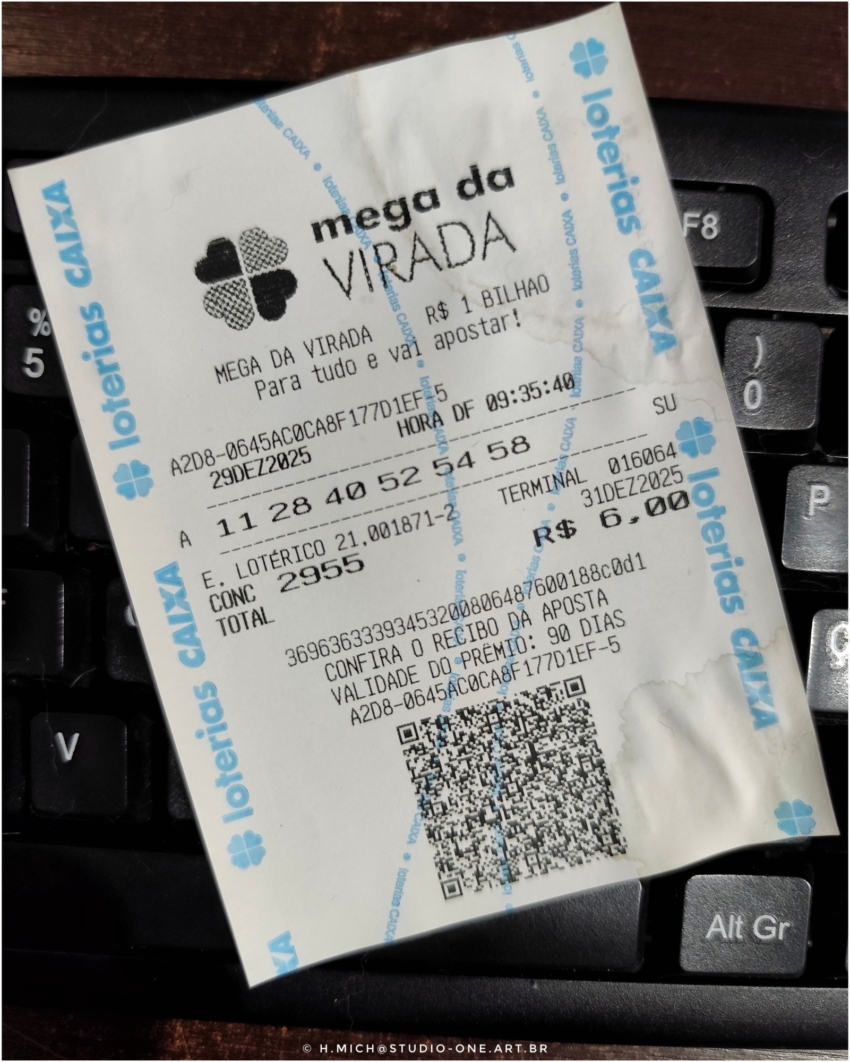 mega da
VIRADA
MEGA DA VIRADA R$ 1 BILHAO
Para tudo e vai apostar!
A2D8-0645AC0CA8F177D1EF-5
29DEZ2025 HORA DF 09:35:40
SU
A 11 28 40 52 54 58
E. LOTÉRICO 21.001871-2 TERMINAL 016064
CONC 2955 31DEZ2025
TOTAL R$ 6,00
36963633393453200806487600188c0d1
CONFIRA O RECIBO DA APOSTA
VALIDADE DO PRÊMIO: 90 DIAS
A2D8-0645AC0CA8F177D1EF-5
loterias CAIXA
loterias CAIXA
loterias CAIXA
loterias CAIXA
%
5
F8
)
0
P
Ç
V
Alt Gr
© H.MICH@STUDIO-ONE.ART.BR